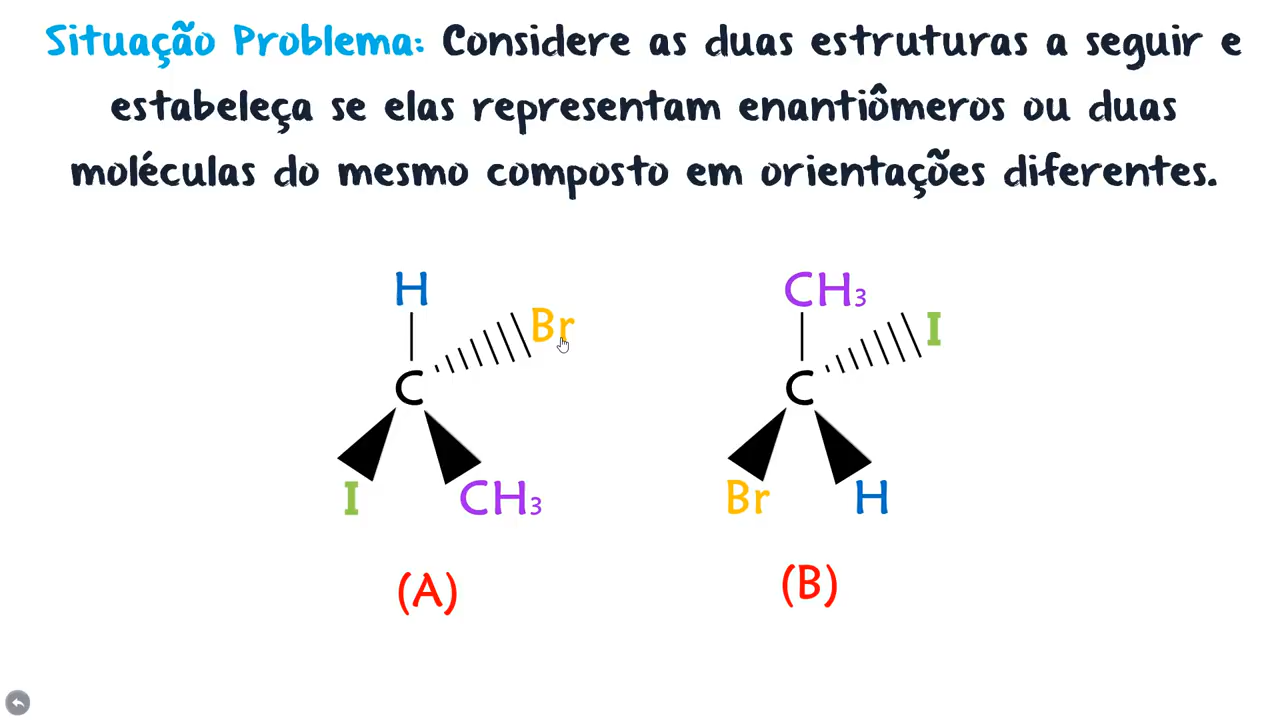 Situação Problema: Considere as duas estruturas a seguir e
estabeleça se elas representam enantiômeros ou duas
moléculas do mesmo composto em orientações diferentes.
H
Br
C
I
CH₃
(A)
CH₃
I
C
Br
H
(B)